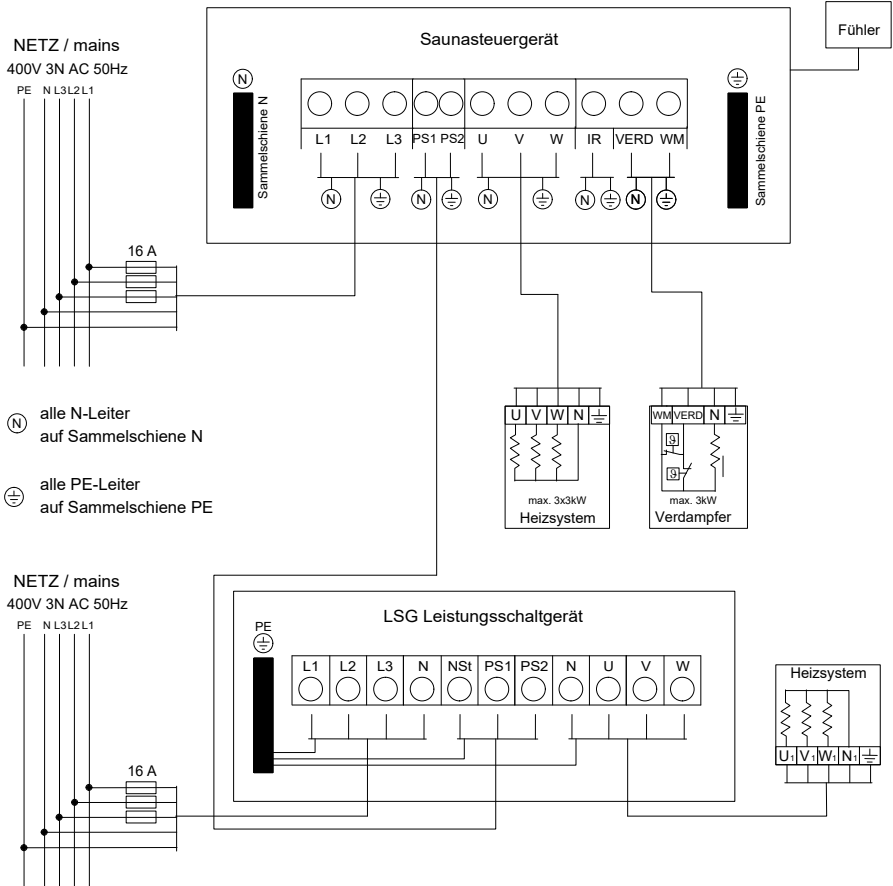 NETZ / mains
400V 3N AC 50Hz
PE N L3 L2 L1
16 A
Saunasteuergerät
Fühler
N
Sammelschiene N
L1 L2 L3 PS1 PS2 U V W IR VERD WM
N N N N N
Sammelschiene PE
N alle N-Leiter
auf Sammelschiene N
alle PE-Leiter
auf Sammelschiene PE
U V W N
max. 3x3kW
Heizsystem
WM VERD N
ϑ
ϑ
max. 3kW
Verdampfer
NETZ / mains
400V 3N AC 50Hz
PE N L3 L2 L1
16 A
LSG Leistungsschaltgerät
PE
L1 L2 L3 N NSt PS1 PS2 N U V W
Heizsystem
U1 V1 W1 N1